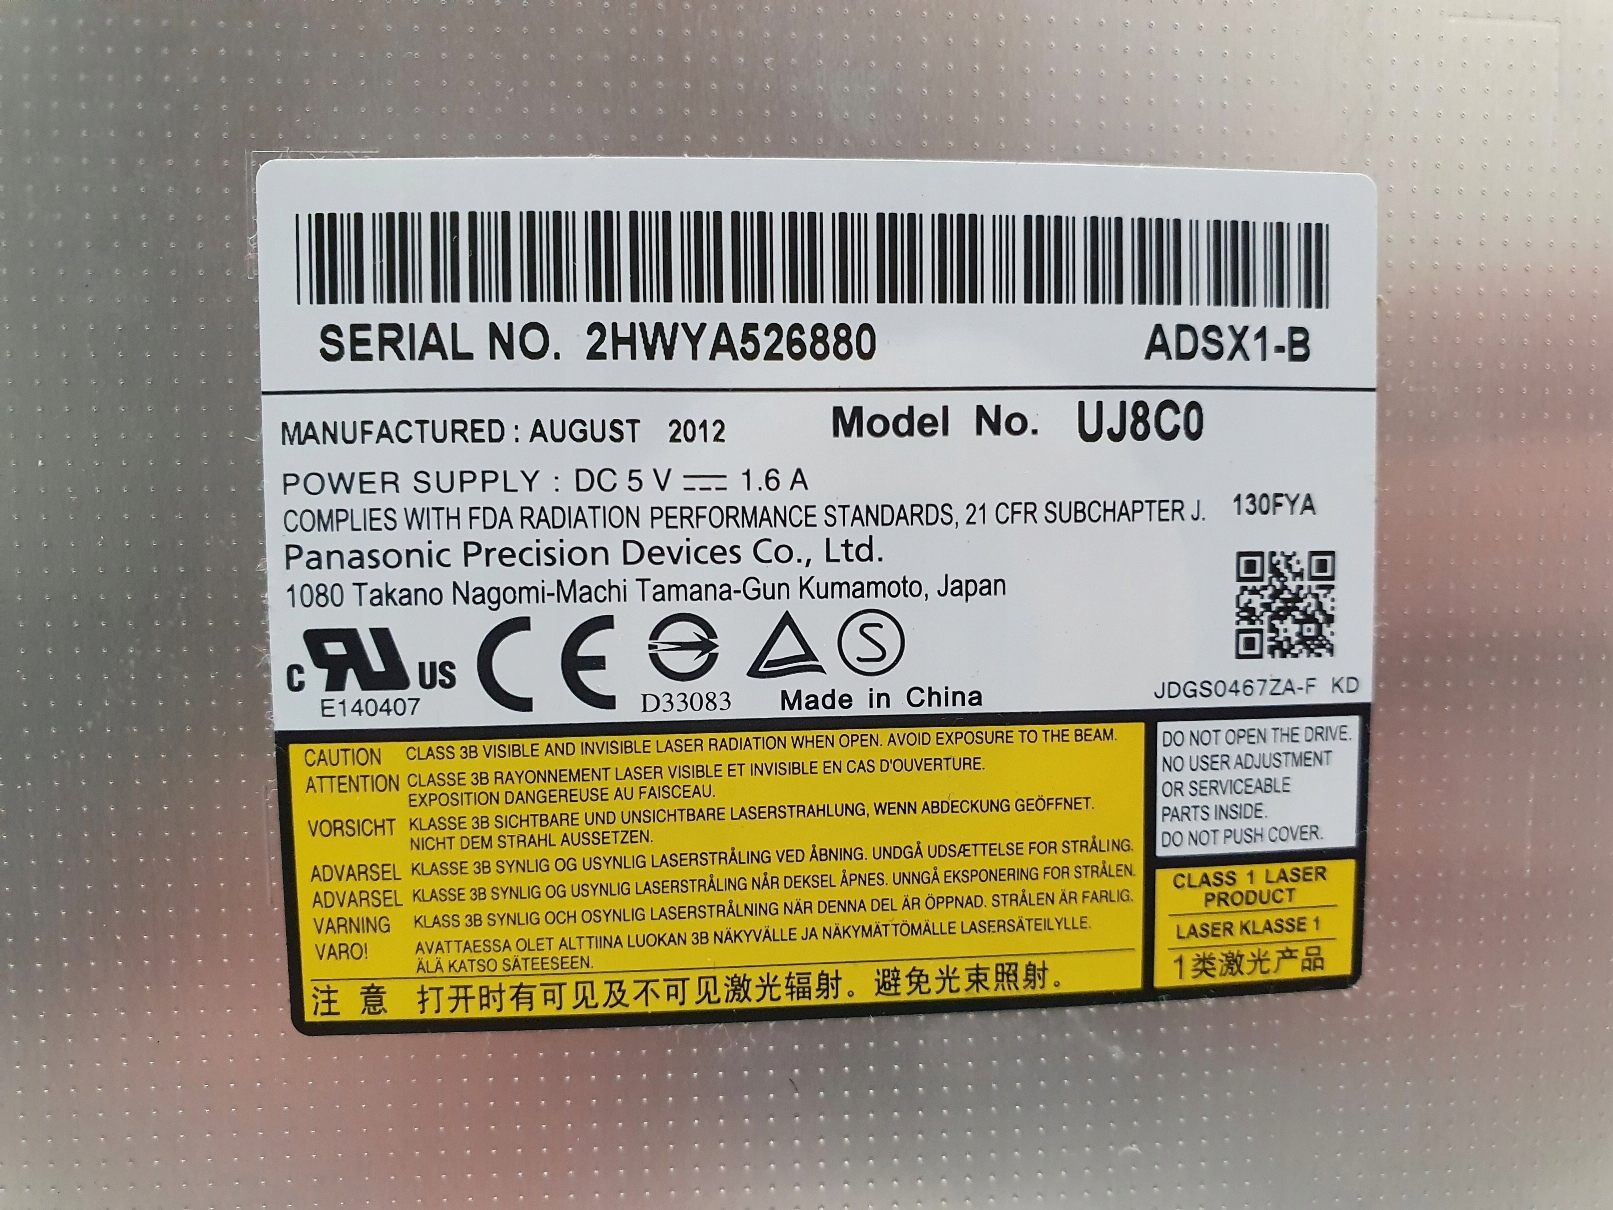 SERIAL NO. 2HWYA526880 ADSX1-B
MANUFACTURED : AUGUST 2012 Model No. UJ8C0
POWER SUPPLY : DC 5 V ⎓ 1.6 A
COMPLIES WITH FDA RADIATION PERFORMANCE STANDARDS, 21 CFR SUBCHAPTER J. 130FYA
Panasonic Precision Devices Co., Ltd.
1080 Takano Nagomi-Machi Tamana-Gun Kumamoto, Japan
c RU US CE S
E140407 D33083 Made in China
JDGS0467ZA-F KD
CAUTION CLASS 3B VISIBLE AND INVISIBLE LASER RADIATION WHEN OPEN. AVOID EXPOSURE TO THE BEAM.
ATTENTION CLASSE 3B RAYONNEMENT LASER VISIBLE ET INVISIBLE EN CAS D'OUVERTURE.
EXPOSITION DANGEREUSE AU FAISCEAU.
VORSICHT KLASSE 3B SICHTBARE UND UNSICHTBARE LASERSTRAHLUNG, WENN ABDECKUNG GEÖFFNET.
NICHT DEM STRAHL AUSSETZEN.
ADVARSEL KLASSE 3B SYNLIG OG USYNLIG LASERSTRÅLING VED ÅBNING. UNDGÅ UDSÆTTELSE FOR STRÅLING.
ADVARSEL KLASSE 3B SYNLIG OG USYNLIG LASERSTRÅLING NÅR DEKSEL ÅPNES. UNNGÅ EKSPONERING FOR STRÅLEN.
VARNING KLASS 3B SYNLIG OCH OSYNLIG LASERSTRÅLNING NÄR DENNA DEL ÄR ÖPPNAD. STRÅLEN ÄR FARLIG.
VARO! AVATTAESSA OLET ALTTIINA LUOKAN 3B NÄKYVÄLLE JA NÄKYMÄTTÖMÄLLE LASERSÄTEILYLLE.
ÄLÄ KATSO SÄTEESEEN.
注 意 打开时有可见及不可见激光辐射。避免光束照射。
DO NOT OPEN THE DRIVE.
NO USER ADJUSTMENT
OR SERVICEABLE
PARTS INSIDE.
DO NOT PUSH COVER.
CLASS 1 LASER
PRODUCT
LASER KLASSE 1
1类激光产品